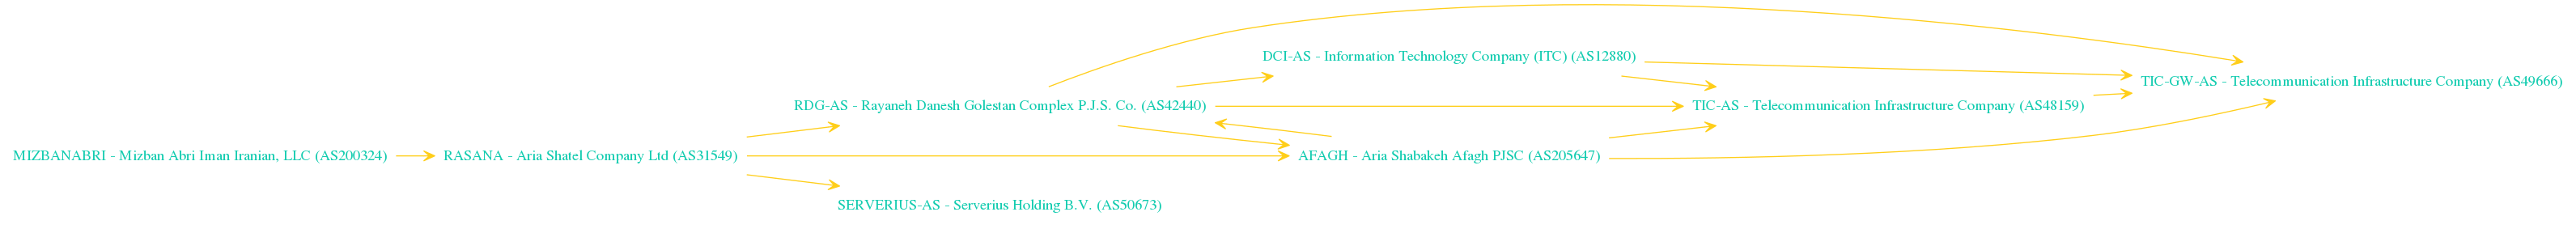 DCI-AS - Information Technology Company (ITC) (AS12880)
TIC-GW-AS - Telecommunication Infrastructure Company (AS49666)
RDG-AS - Rayaneh Danesh Golestan Complex P.J.S. Co. (AS42440)
TIC-AS - Telecommunication Infrastructure Company (AS48159)
MIZBANABRI - Mizban Abri Iman Iranian, LLC (AS200324)
RASANA - Aria Shatel Company Ltd (AS31549)
AFAGH - Aria Shabakeh Afagh PJSC (AS205647)
SERVERIUS-AS - Serverius Holding B.V. (AS50673)